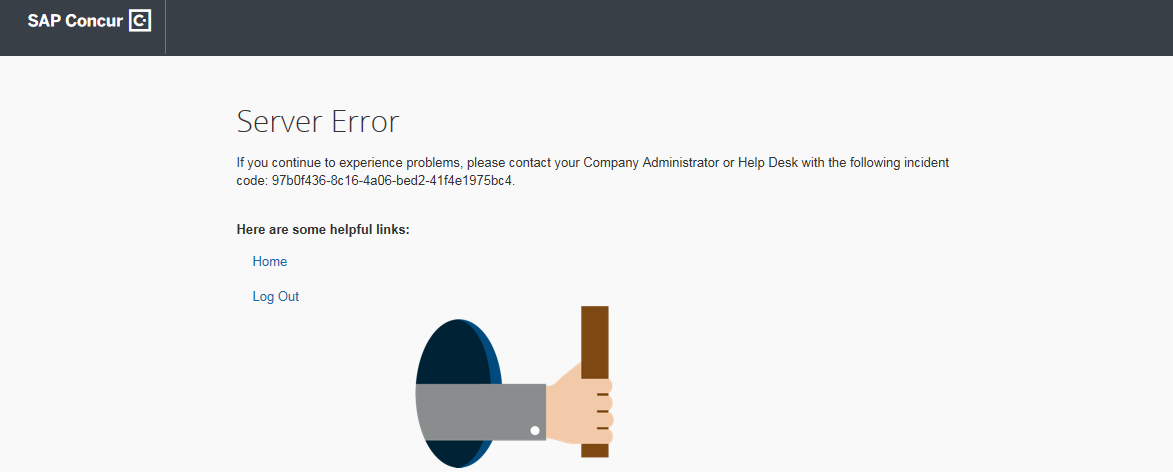 SAP Concur C
Server Error
If you continue to experience problems, please contact your Company Administrator or Help Desk with the following incident
code: 97b0f436-8c16-4a06-bed2-41f4e1975bc4.
Here are some helpful links:
Home
Log Out